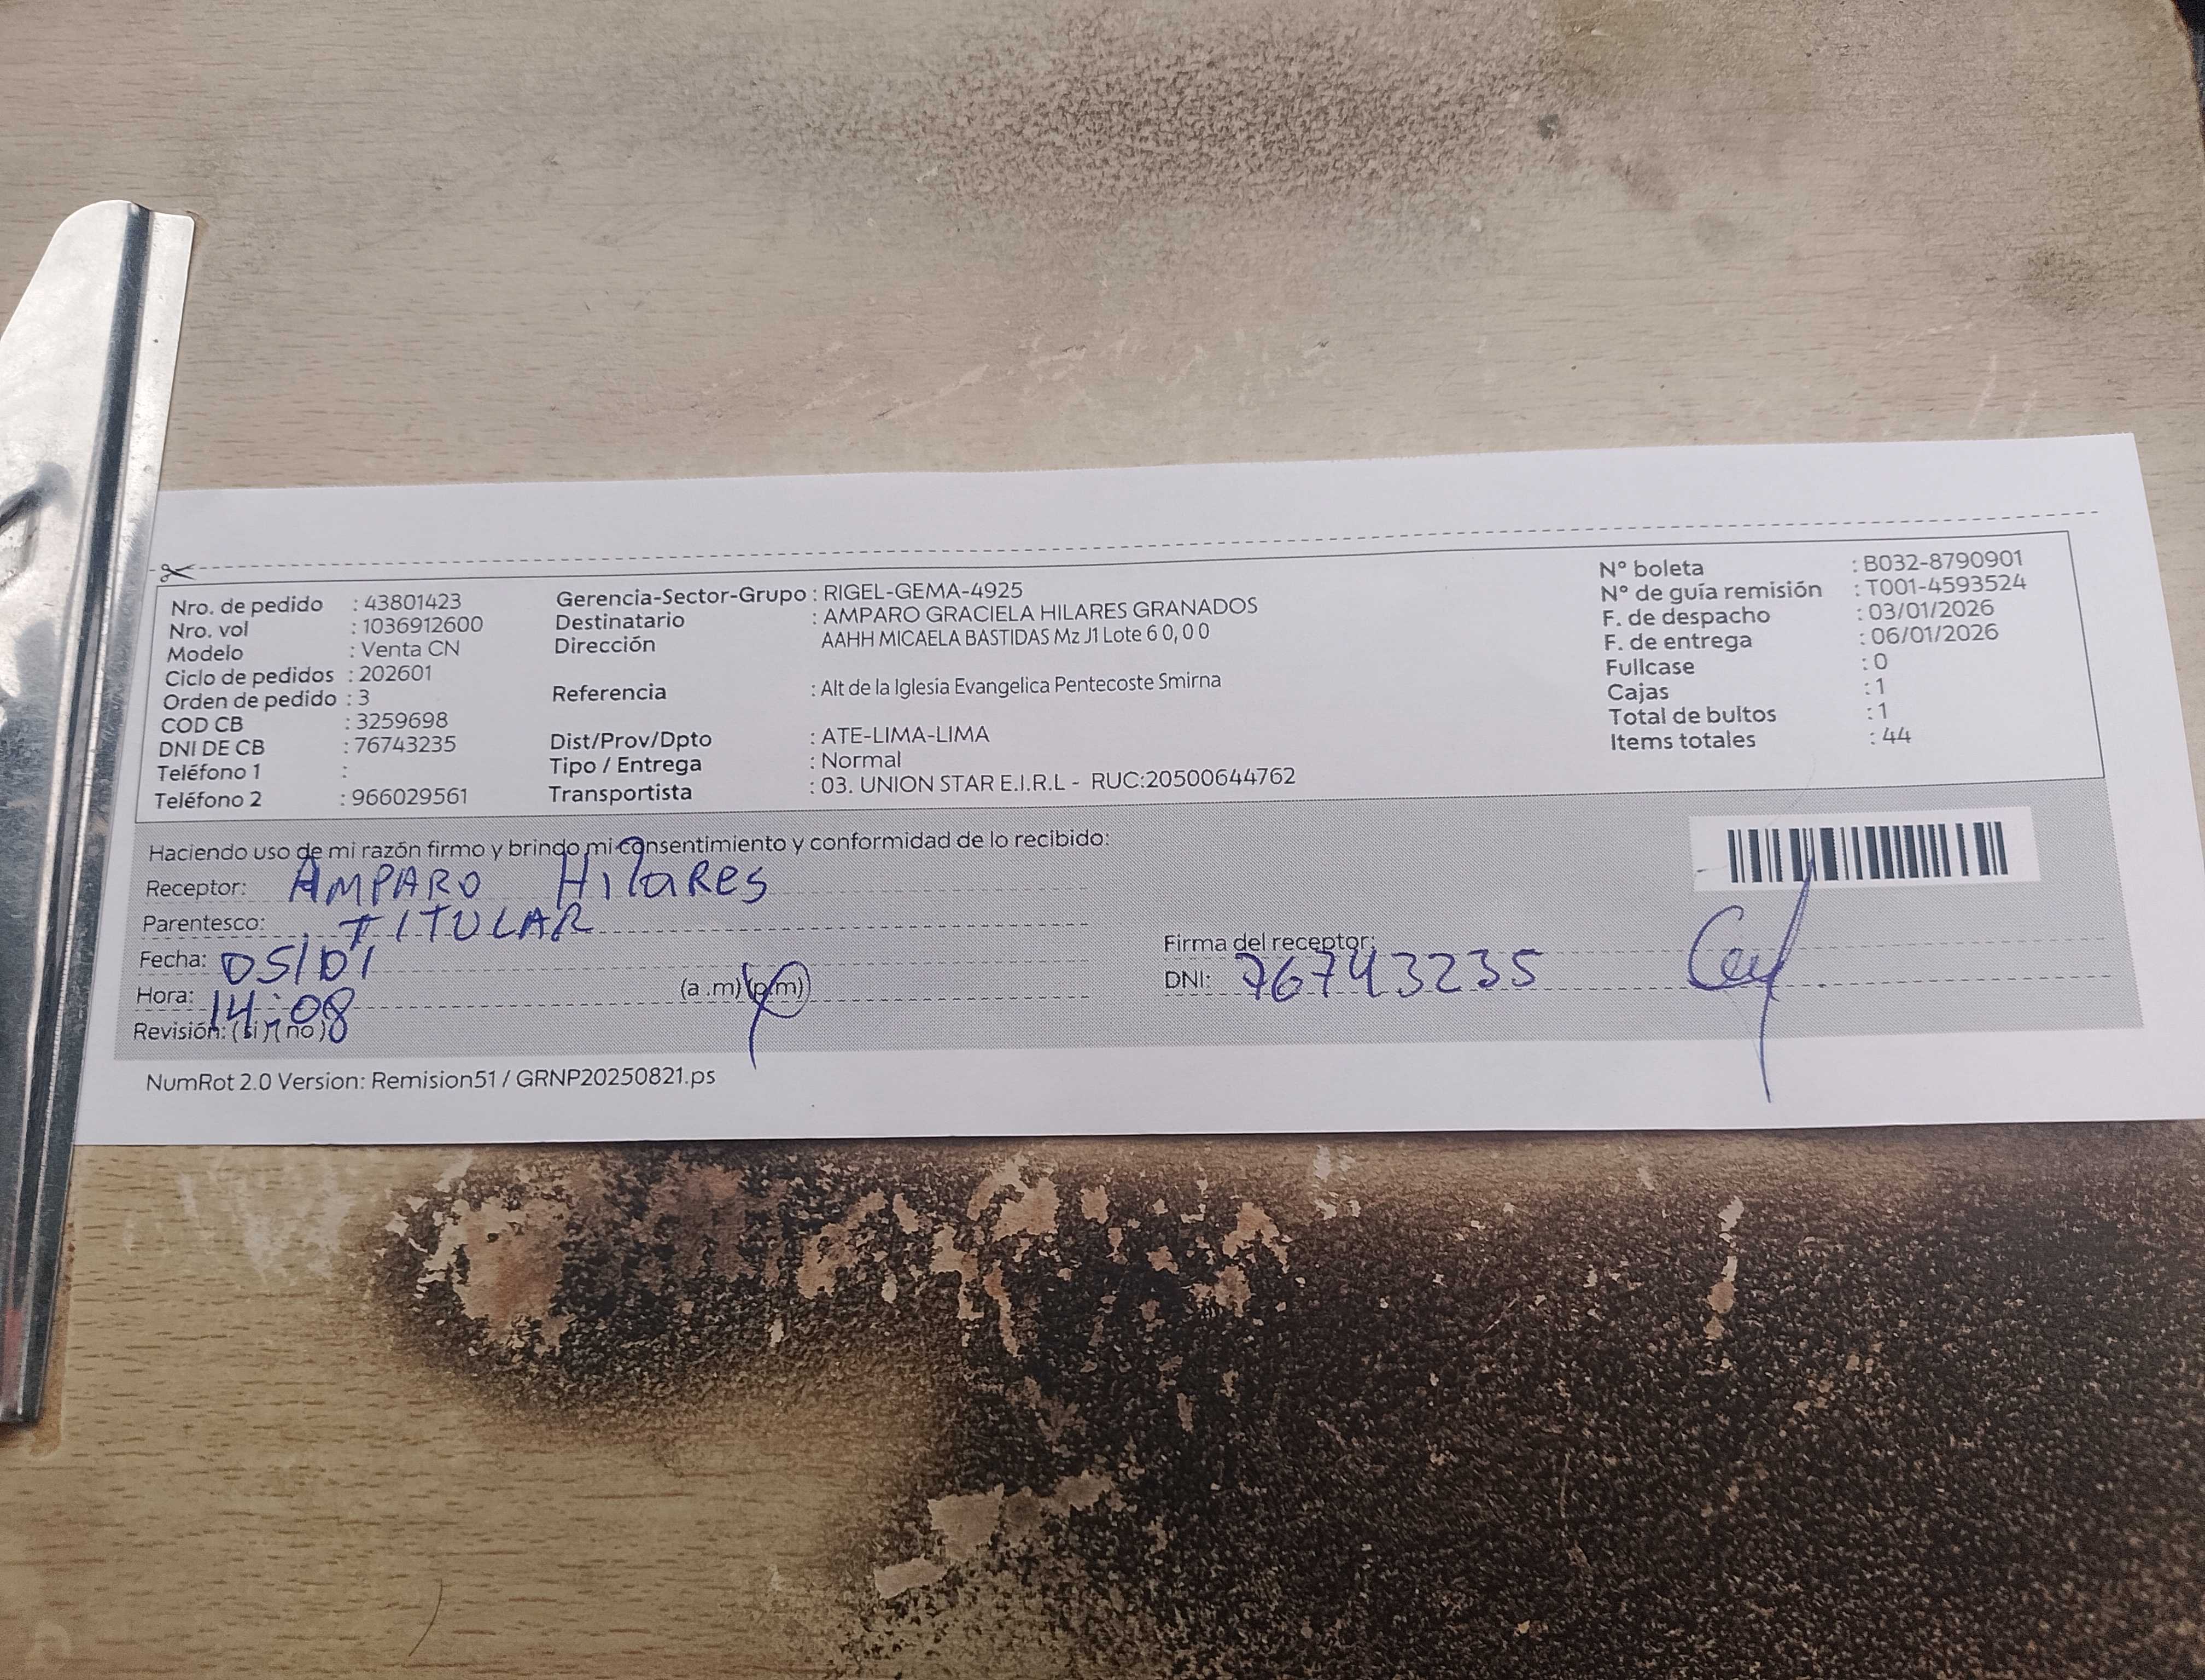 Nro. de pedido : 43801423
Nro. vol : 1036912600
Modelo : Venta CN
Ciclo de pedidos : 202601
Orden de pedido : 3
COD CB : 3259698
DNI DE CB : 76743235
Teléfono 1 :
Teléfono 2 : 966029561
Gerencia-Sector-Grupo : RIGEL-GEMA-4925
Destinatario : AMPARO GRACIELA HILARES GRANADOS
Dirección AAHH MICAELA BASTIDAS Mz J1 Lote 6 0, 0 0
Referencia : Alt de la Iglesia Evangelica Pentecoste Smirna
Dist/Prov/Dpto : ATE-LIMA-LIMA
Tipo / Entrega : Normal
Transportista : 03. UNION STAR E.I.R.L - RUC:20500644762
N° boleta : B032-8790901
N° de guía remisión : T001-4593524
F. de despacho : 03/01/2026
F. de entrega : 06/01/2026
Fullcase : 0
Cajas : 1
Total de bultos : 1
Items totales : 44
Haciendo uso de mi razón firmo y brindo mi consentimiento y conformidad de lo recibido:
Receptor: AMPARO HilaRes
Parentesco: TITULAR
Fecha: 05/01
Hora: 14:08 (a .m) (p.m)
Revisión: (si) (no)
Firma del receptor:
DNI: 76743235
NumRot 2.0 Version: Remision51 / GRNP20250821.ps